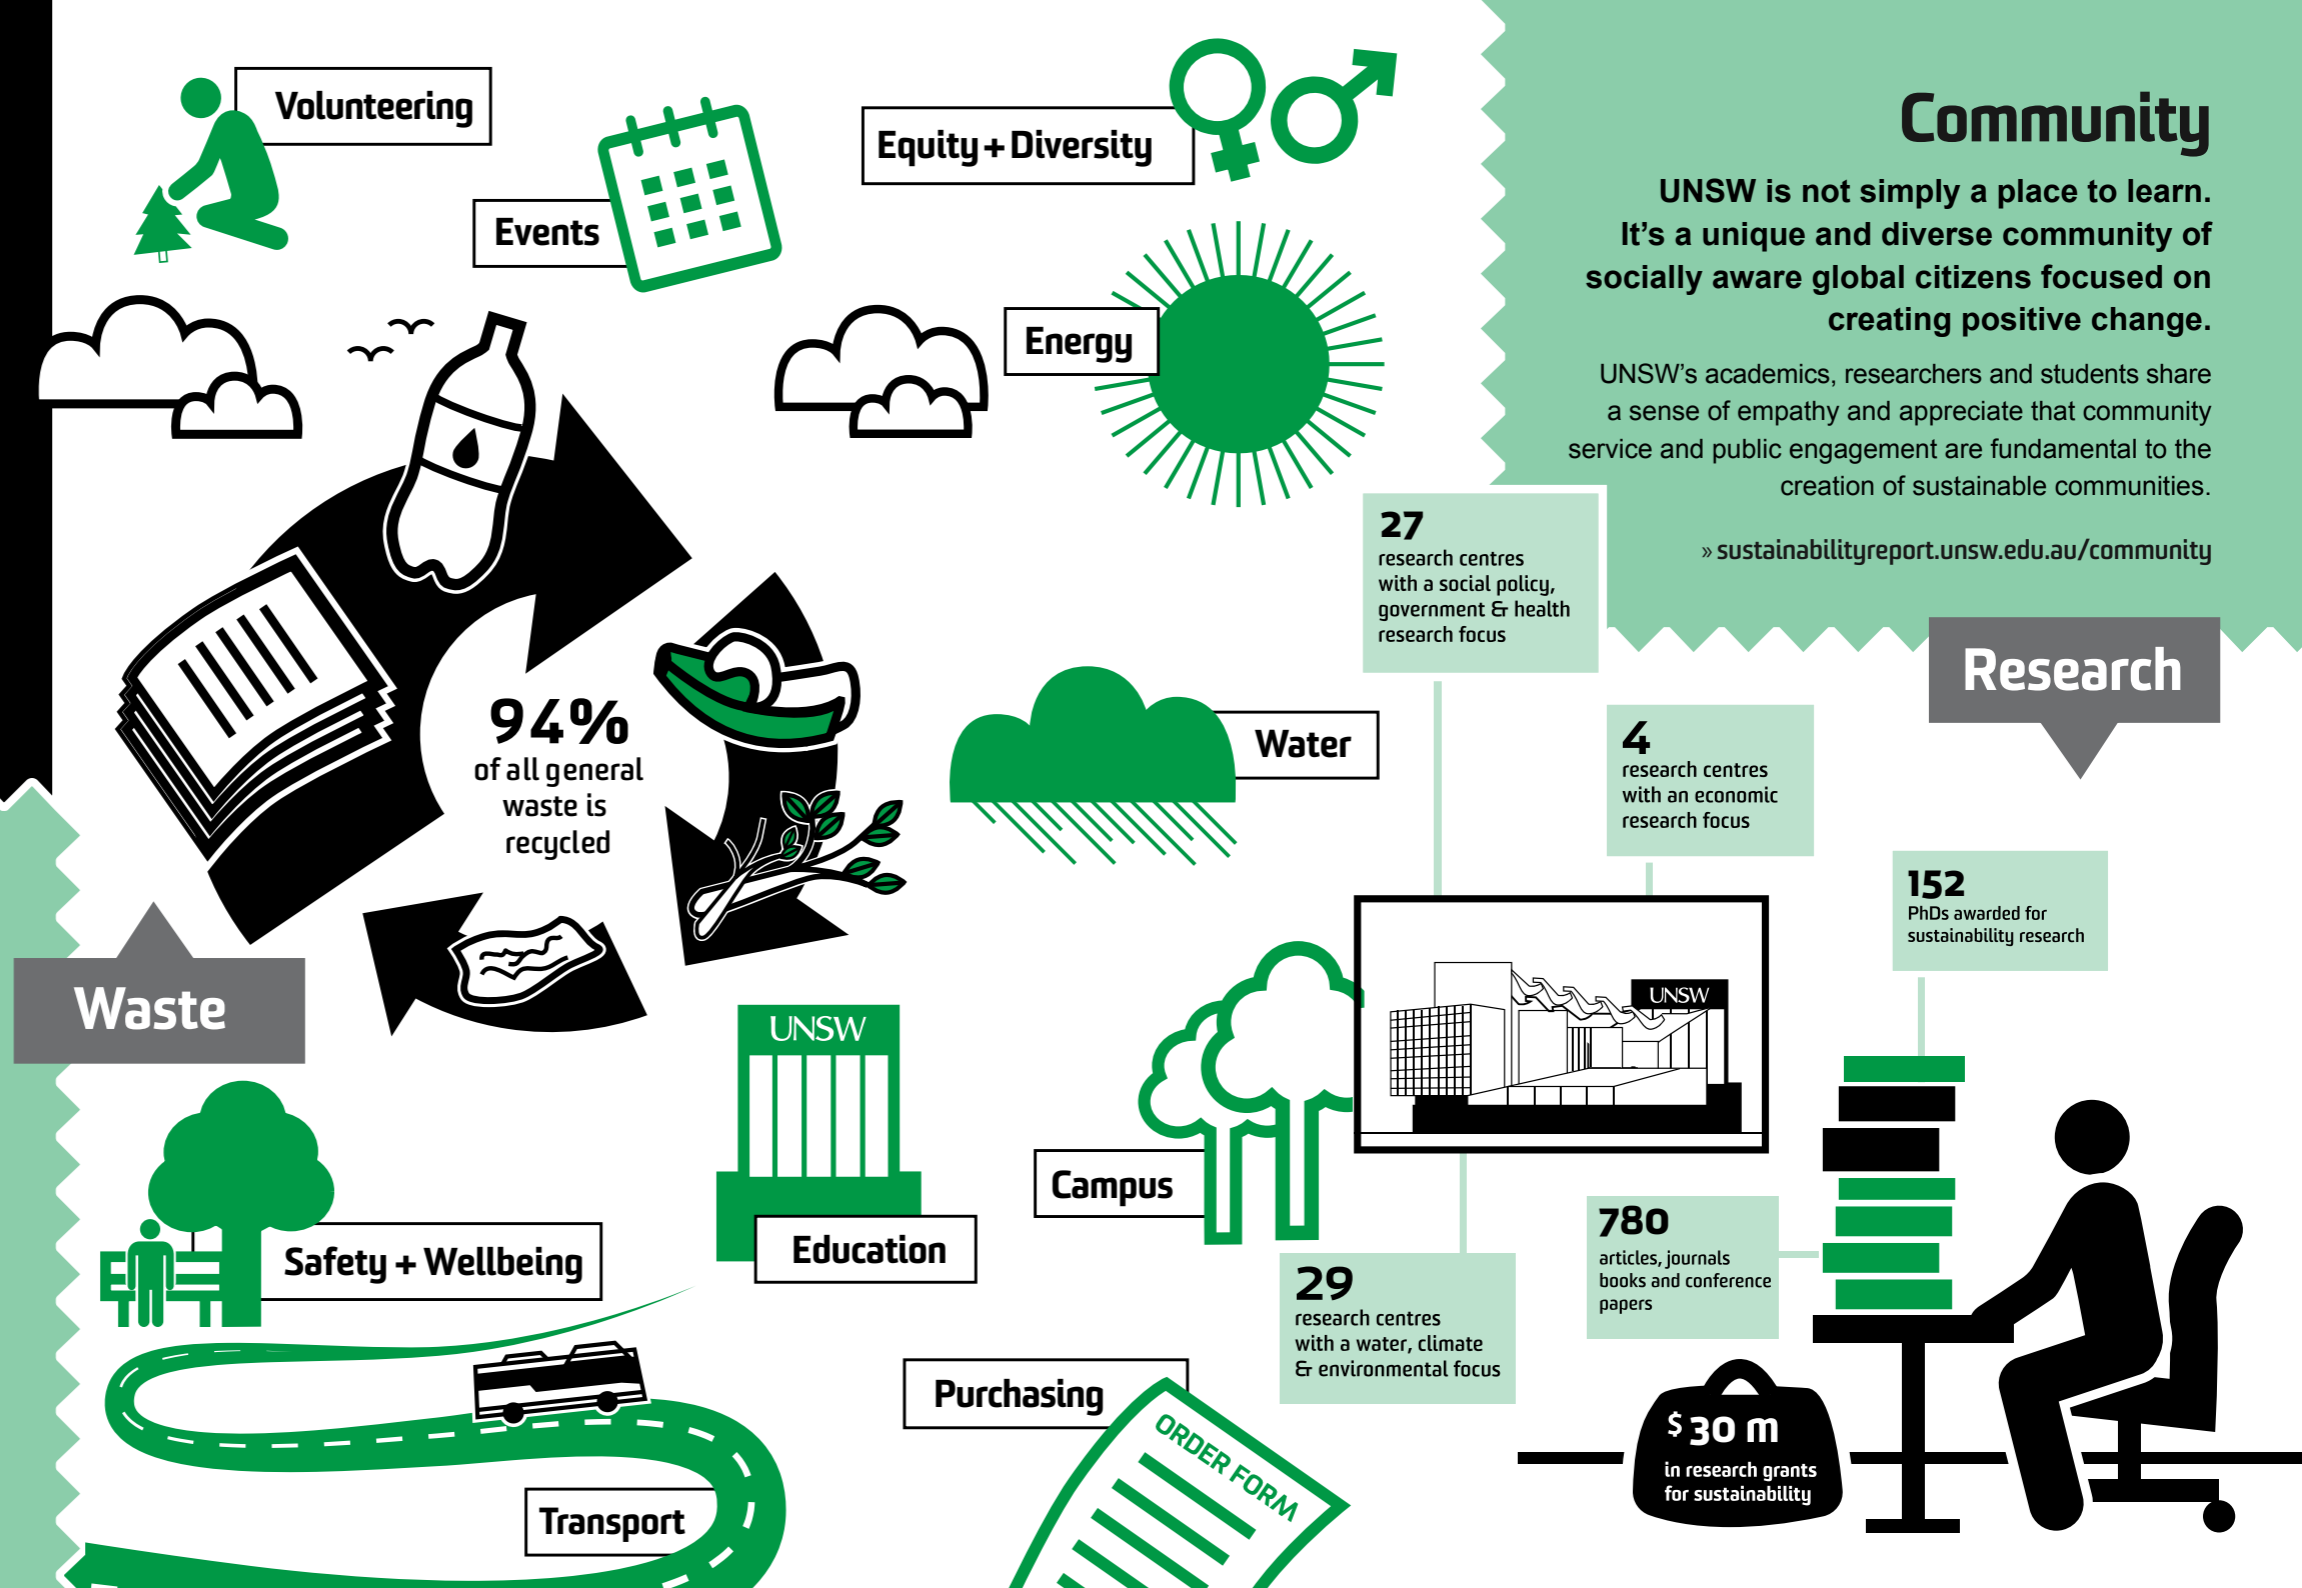 Volunteering
Events
Equity + Diversity
Energy
Community
UNSW is not simply a place to learn.
It’s a unique and diverse community of
socially aware global citizens focused on
creating positive change.
UNSW’s academics, researchers and students share
a sense of empathy and appreciate that community
service and public engagement are fundamental to the
creation of sustainable communities.
» sustainabilityreport.unsw.edu.au/community
27
research centres
with a social policy,
government & health
research focus
Research
4
research centres
with an economic
research focus
Water
94%
of all general
waste is
recycled
152
PhDs awarded for
sustainability research
Waste
UNSW
UNSW
Campus
Safety + Wellbeing
Education
29
research centres
with a water, climate
& environmental focus
780
articles, journals
books and conference
papers
Purchasing
ORDER FORM
$30 m
in research grants
for sustainability
Transport